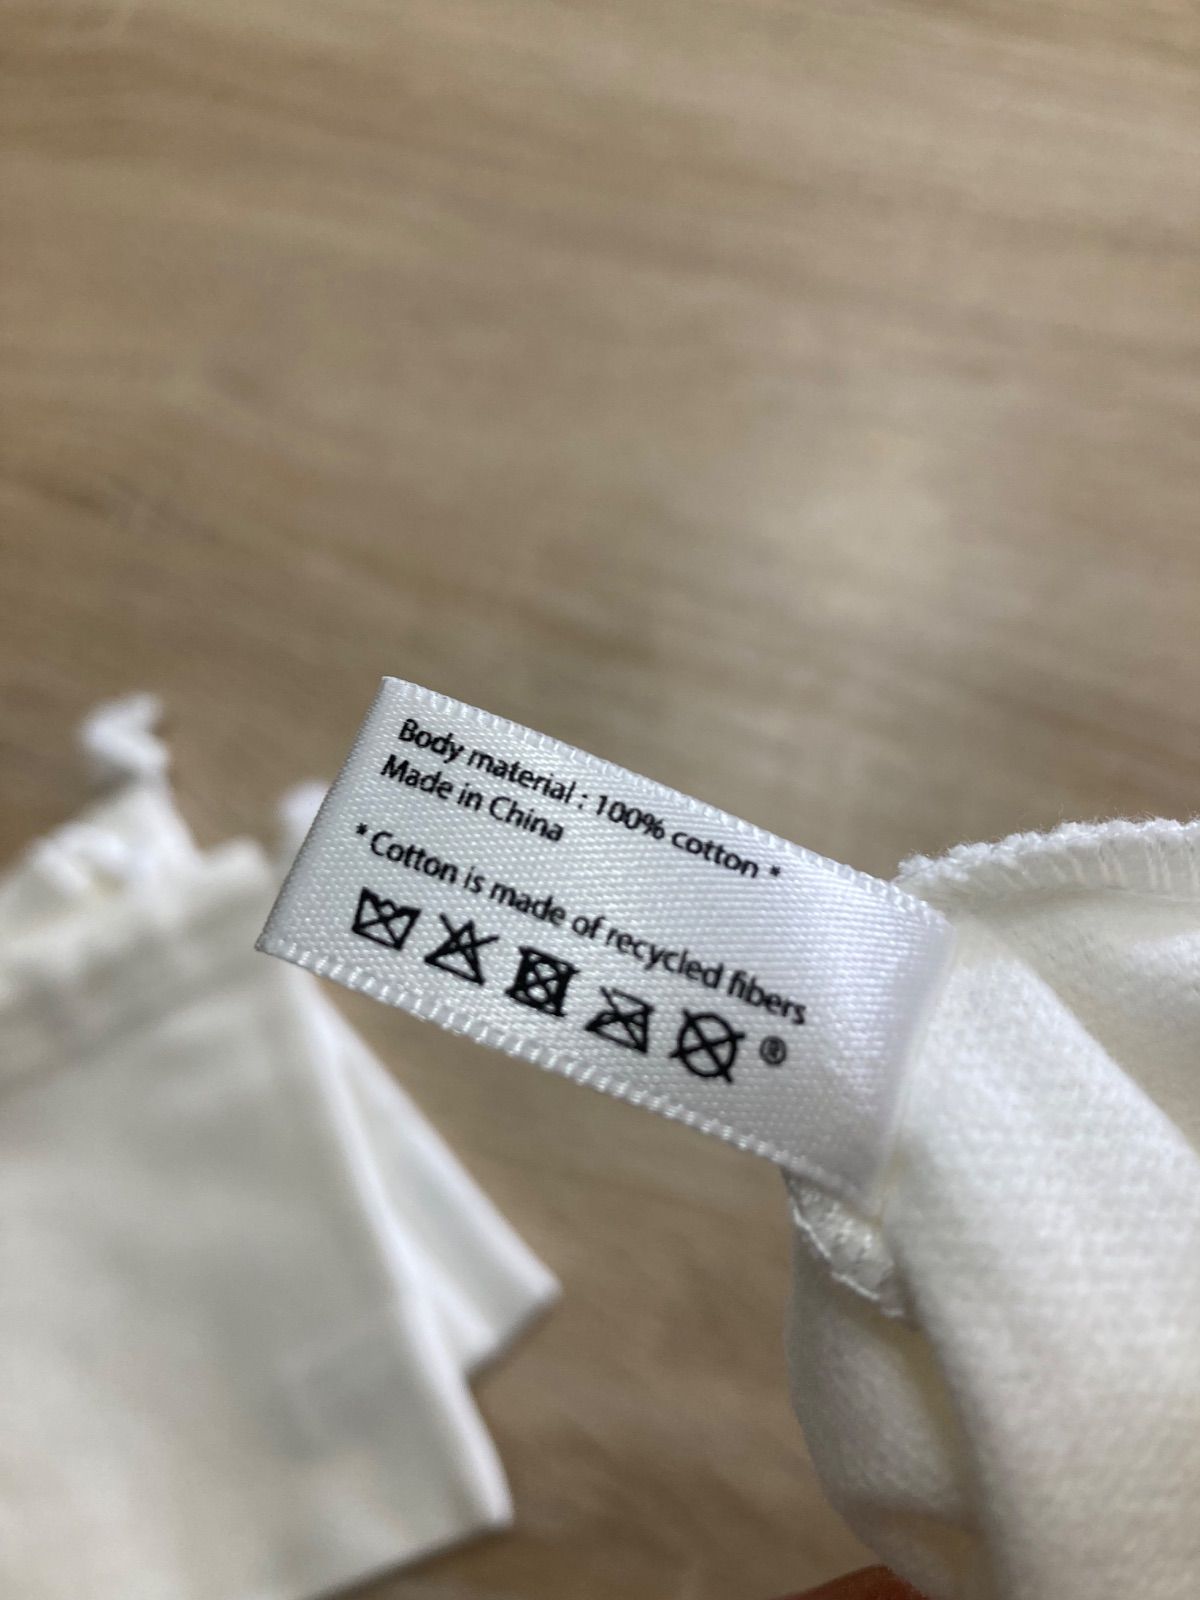 Body material : 100% cotton *
Made in China
* Cotton is made of recycled fibers
®